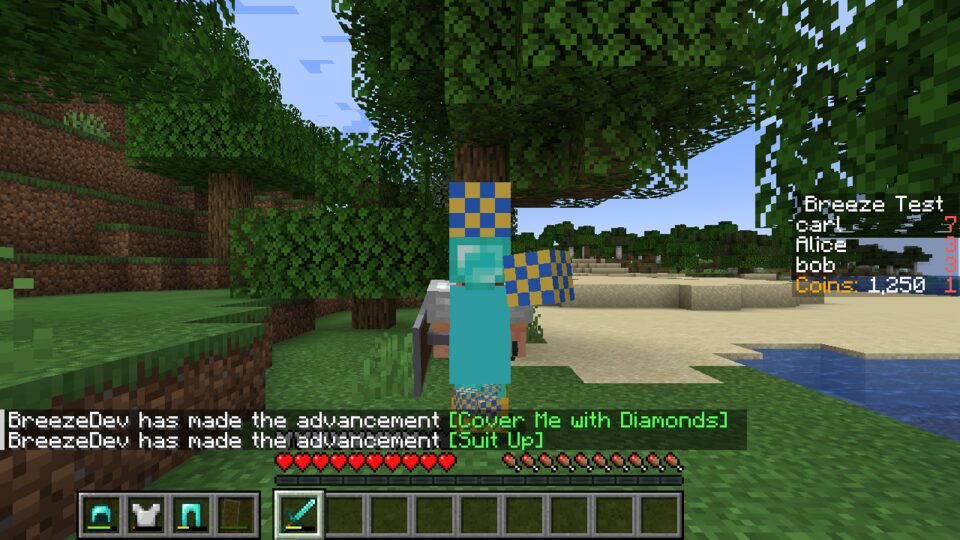 Breeze Test
carl 7
Alice 3
bob 2
Coins: 1,250 1
BreezeDev has made the advancement [Cover Me with Diamonds]
BreezeDev has made the advancement [Suit Up]